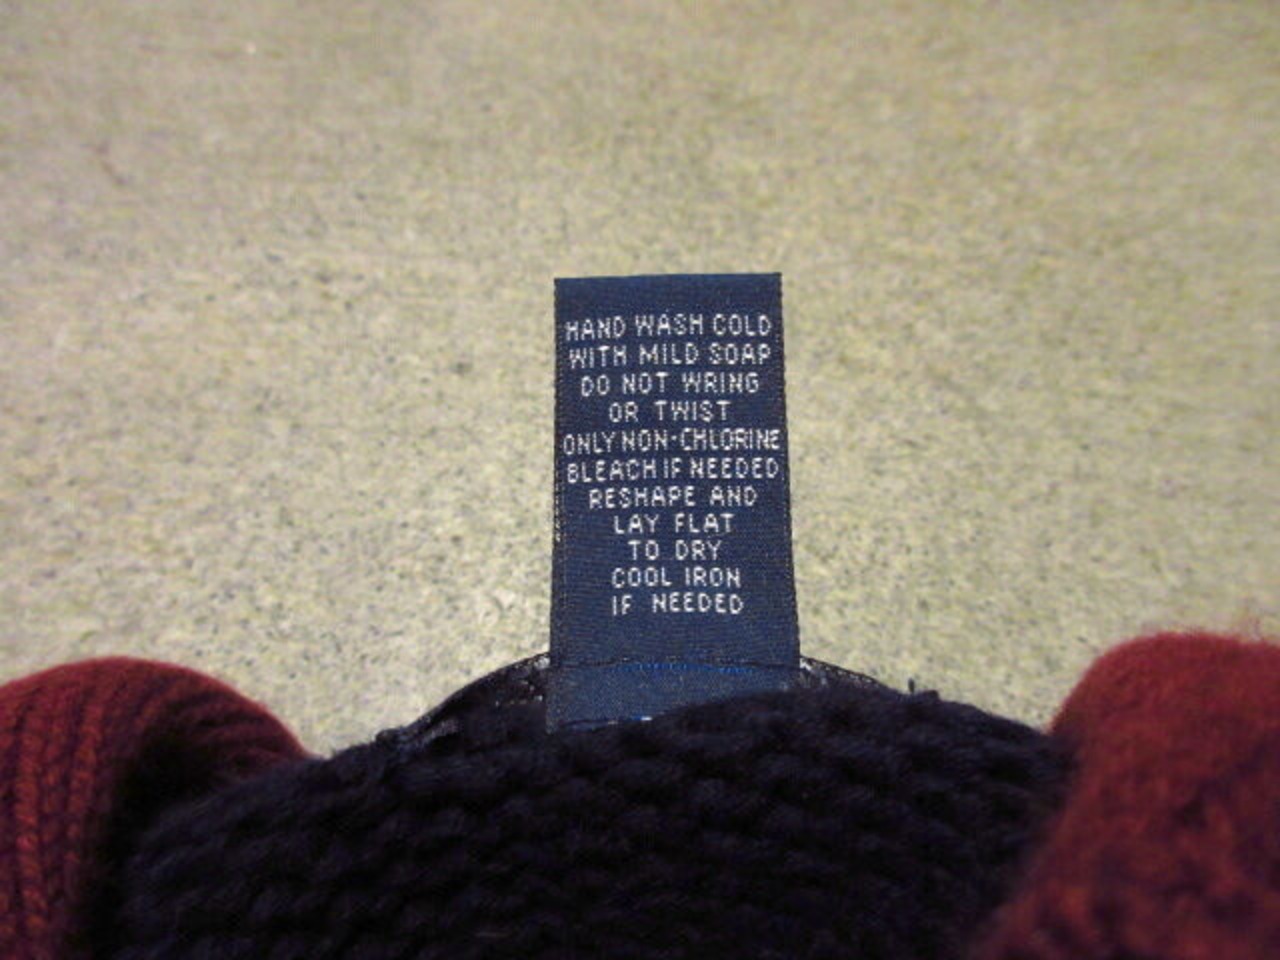 HAND WASH COLD
WITH MILD SOAP
DO NOT WRING
OR TWIST
ONLY NON-CHLORINE
BLEACH IF NEEDED
RESHAPE AND
LAY FLAT
TO DRY
COOL IRON
IF NEEDED